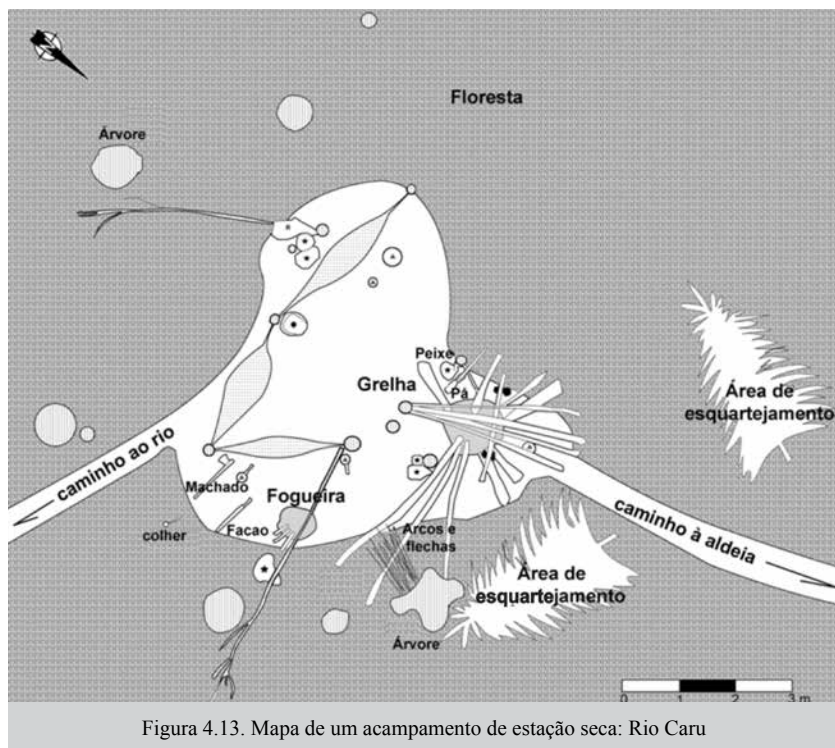 Floresta
Árvore
Peixe
Pá
Grelha
Área de
esquartejamento
caminho ao rio
Machado
Fogueira
colher
Facao
Arcos e
flechas
caminho à aldeia
Área de
esquartejamento
Árvore
0 1 2 3 m
Figura 4.13. Mapa de um acampamento de estação seca: Rio Caru